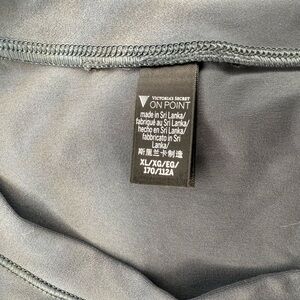 VICTORIA'S SECRET
ON POINT
made in Sri Lanka/
fabriqué au Sri Lanka/
hecho en Sri Lanka/
fabbricato in Sri
Lanka/
斯里兰卡制造
XL/XG/EG/
170/112A